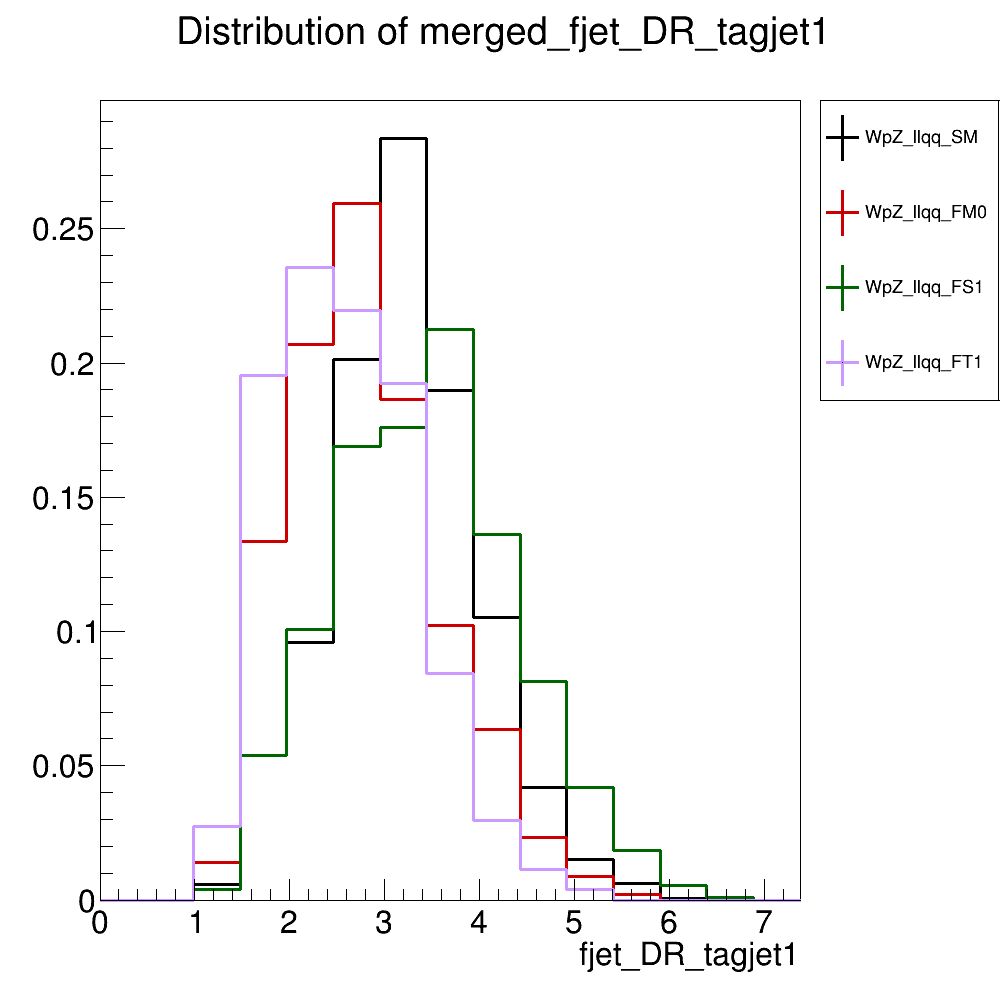 Distribution of merged_fjet_DR_tagjet1
WpZ_llqq_SM
WpZ_llqq_FM0
WpZ_llqq_FS1
WpZ_llqq_FT1
0.25
0.2
0.15
0.1
0.05
0
0 1 2 3 4 5 6 7
fjet_DR_tagjet1